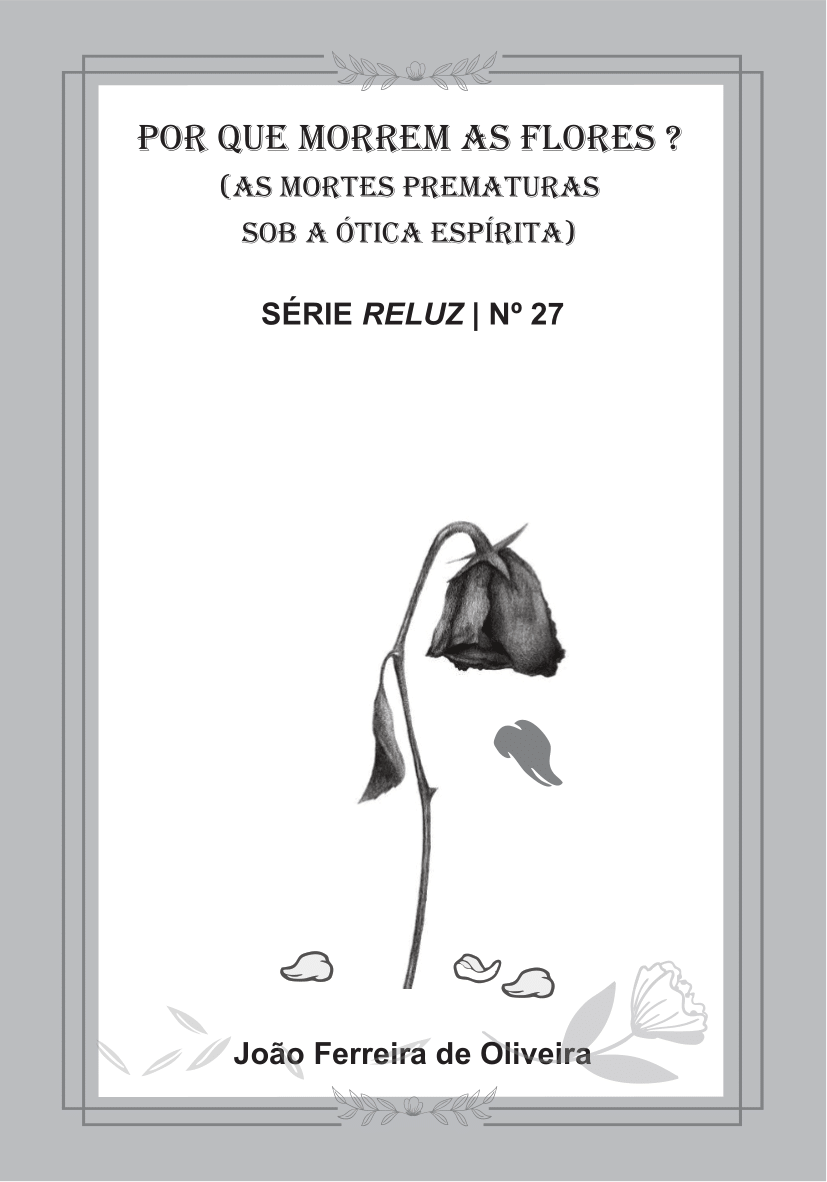 POR QUE MORREM AS FLORES ?
(AS MORTES PREMATURAS
SOB A ÓTICA ESPÍRITA)
SÉRIE RELUZ | Nº 27
João Ferreira de Oliveira